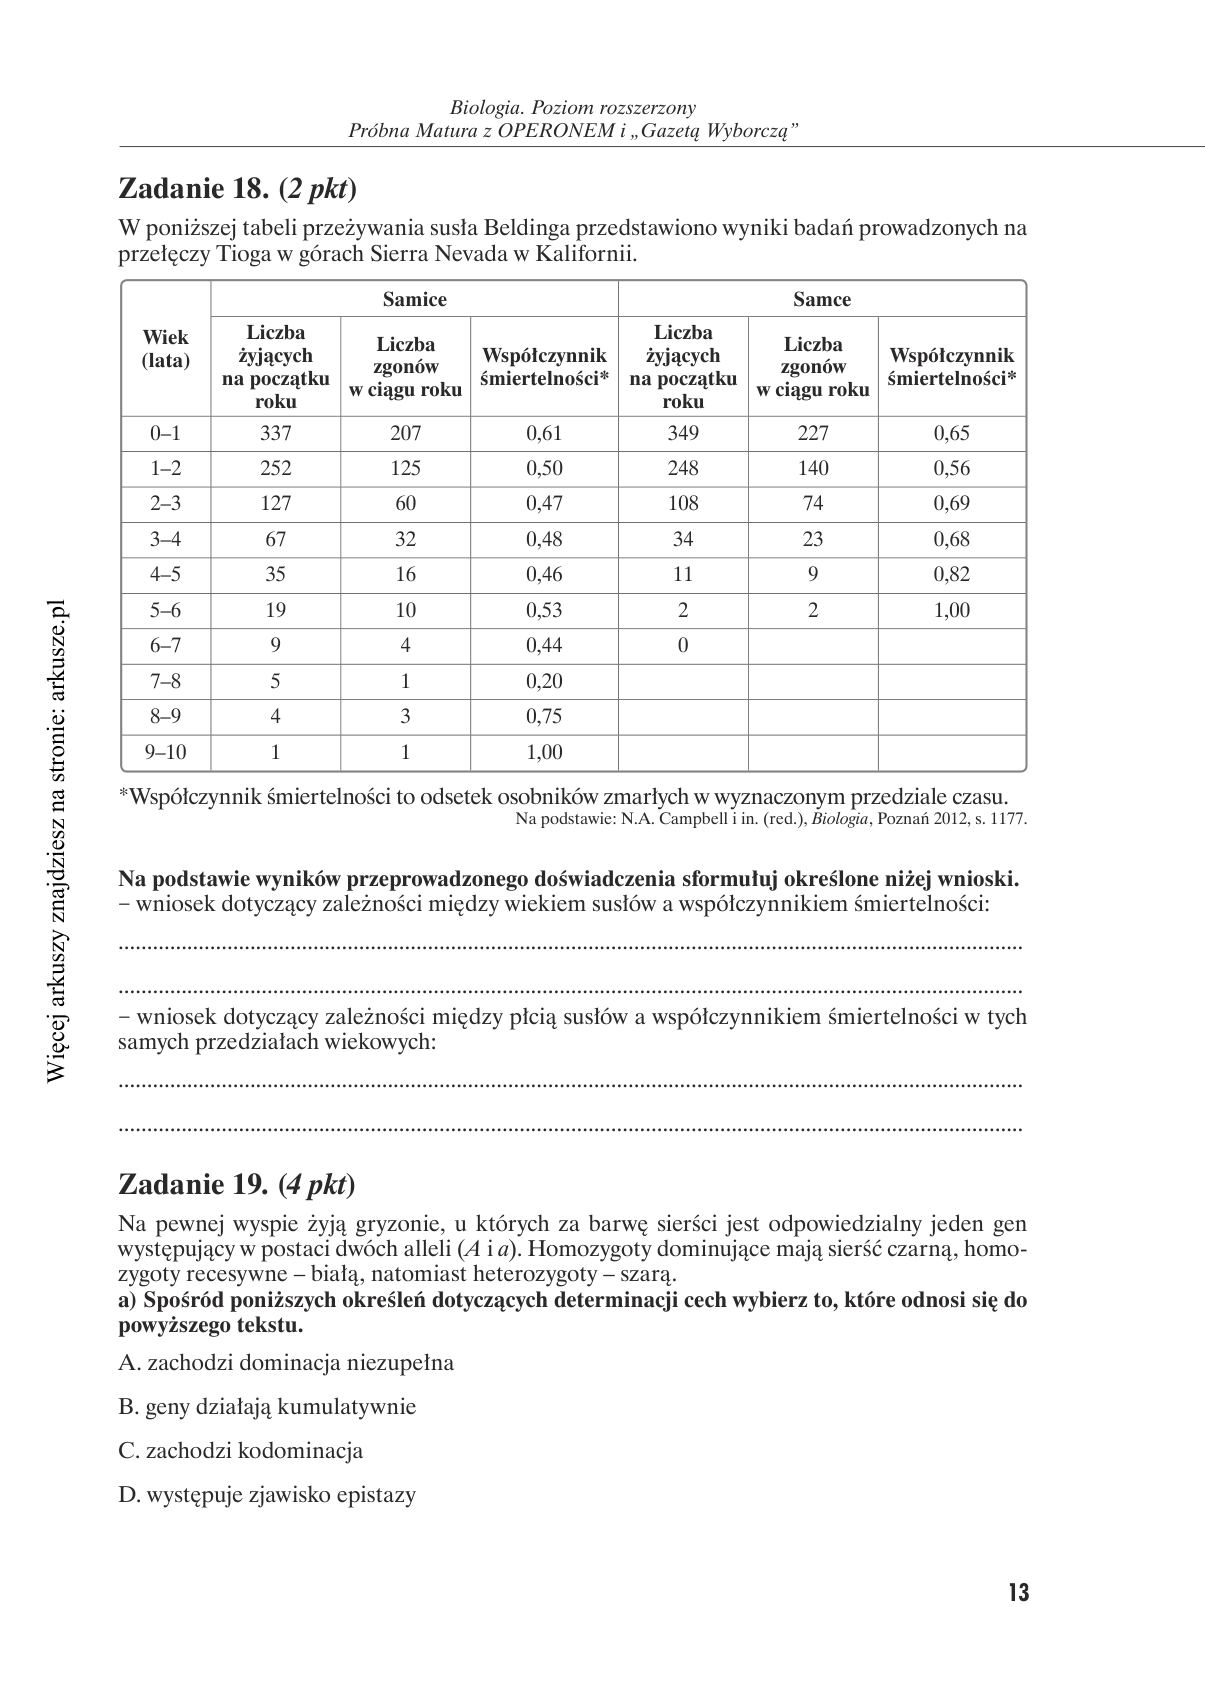 Biologia. Poziom rozszerzony
Próbna Matura z OPERONEM i „Gazetą Wyborczą”
Zadanie 18. (2 pkt)
W poniższej tabeli przeżywania susła Beldinga przedstawiono wyniki badań prowadzonych na
przełęczy Tioga w górach Sierra Nevada w Kalifornii.
Wiek (lata) Samice Samce
Liczba żyjących na początku roku Liczba zgonów w ciągu roku Współczynnik śmiertelności* Liczba żyjących na początku roku Liczba zgonów w ciągu roku Współczynnik śmiertelności*
0–1 337 207 0,61 349 227 0,65
1–2 252 125 0,50 248 140 0,56
2–3 127 60 0,47 108 74 0,69
3–4 67 32 0,48 34 23 0,68
4–5 35 16 0,46 11 9 0,82
5–6 19 10 0,53 2 2 1,00
6–7 9 4 0,44 0
7–8 5 1 0,20
8–9 4 3 0,75
9–10 1 1 1,00
*Współczynnik śmiertelności to odsetek osobników zmarłych w wyznaczonym przedziale czasu.
Na podstawie: N.A. Campbell i in. (red.), Biologia, Poznań 2012, s. 1177.
Na podstawie wyników przeprowadzonego doświadczenia sformułuj określone niżej wnioski.
– wniosek dotyczący zależności między wiekiem susłów a współczynnikiem śmiertelności:
– wniosek dotyczący zależności między płcią susłów a współczynnikiem śmiertelności w tych
samych przedziałach wiekowych:
Zadanie 19. (4 pkt)
Na pewnej wyspie żyją gryzonie, u których za barwę sierści jest odpowiedzialny jeden gen
występujący w postaci dwóch alleli (A i a). Homozygoty dominujące mają sierść czarną, homo-
zygoty recesywne – białą, natomiast heterozygoty – szarą.
a) Spośród poniższych określeń dotyczących determinacji cech wybierz to, które odnosi się do
powyższego tekstu.
A. zachodzi dominacja niezupełna
B. geny działają kumulatywnie
C. zachodzi kodominacja
D. występuje zjawisko epistazy
13
Więcej arkuszy znajdziesz na stronie: arkusze.pl